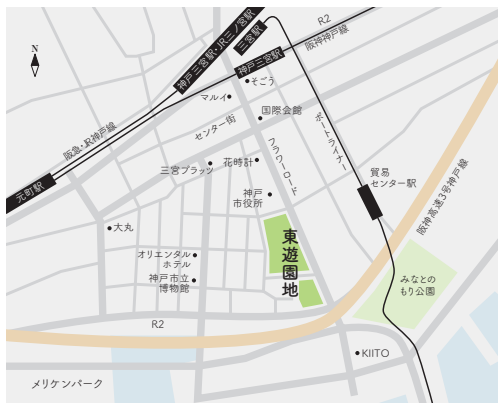 N
R2
阪神神戸線
神戸三宮駅・JR三ノ宮駅
三宮駅
神戸三宮駅
そごう
マルイ
国際会館
センター街
阪急・JR神戸線
ポートライナー
フラワーロード
三宮プラッツ
花時計
元町駅
貿易
センター駅
神戸
市役所
阪神高速3号神戸線
大丸
東遊園地
オリエンタル
ホテル
神戸市立
博物館
みなとの
もり公園
R2
KIITO
メリケンパーク